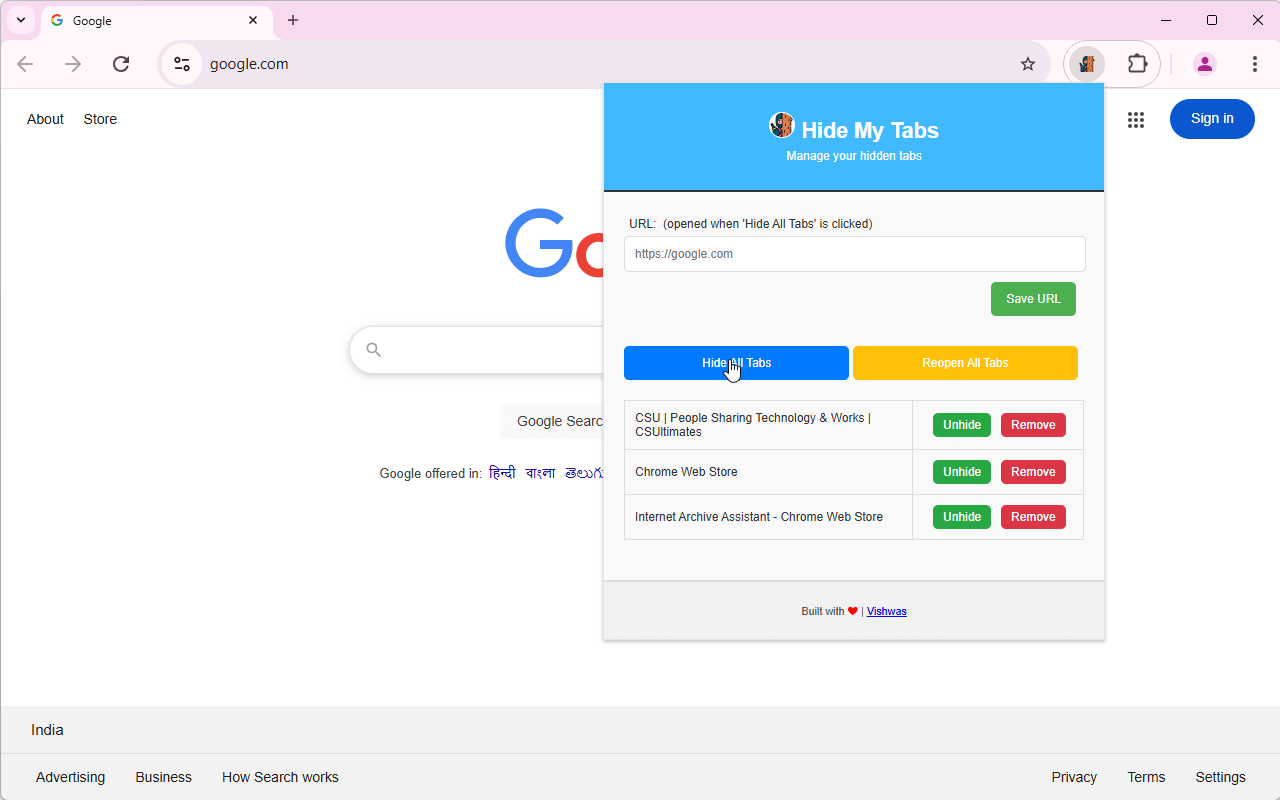 Google
google.com
About
Store
Sign in
Hide My Tabs
Manage your hidden tabs
URL: (opened when 'Hide All Tabs' is clicked)
https://google.com
Save URL
Hide All Tabs
Reopen All Tabs
CSU | People Sharing Technology & Works |
CSUltimates
Unhide
Remove
Chrome Web Store
Unhide
Remove
Internet Archive Assistant - Chrome Web Store
Unhide
Remove
Built with ❤ | Vishwas
Go
Google Searc
Google offered in: हिन्दी বাংলা తెలుగు
India
Advertising
Business
How Search works
Privacy
Terms
Settings